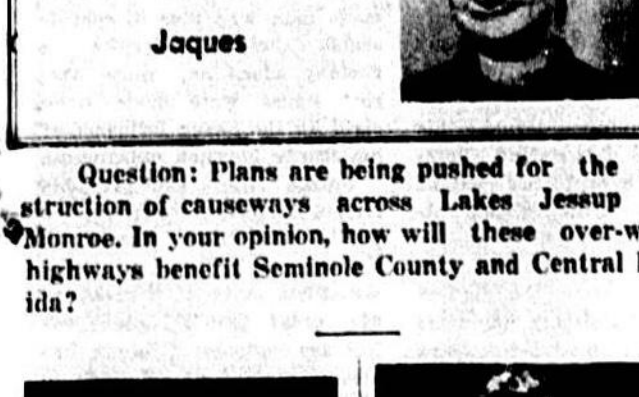 Jaques
Question: Plans are being pushed for the
struction of causeways across Lakes Jessup
Monroe. In your opinion, how will these over-w
highways benefit Seminole County and Central
ida?